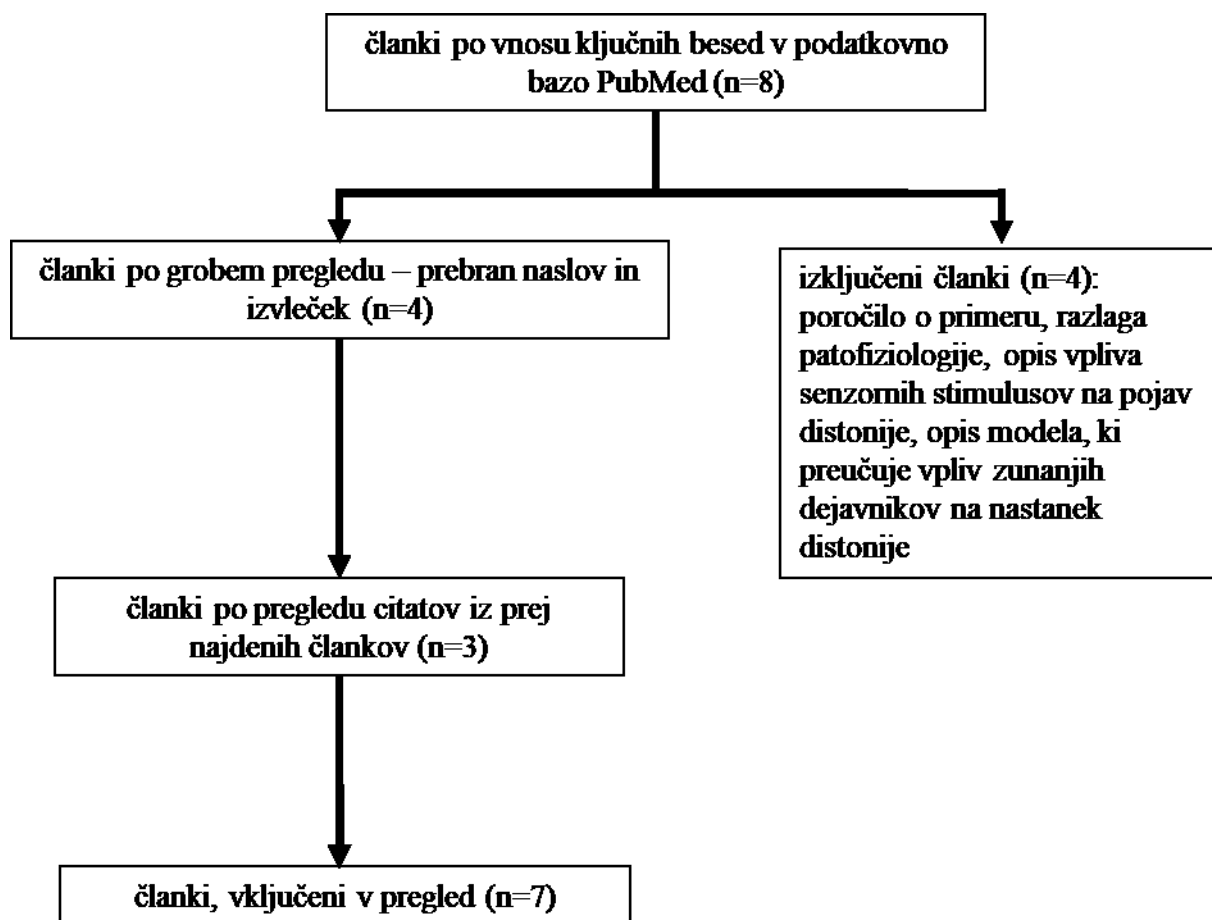 članki po vnosu ključnih besed v podatkovno
bazo PubMed (n=8)
članki po grobem pregledu – prebran naslov in
izvleček (n=4)
izključeni članki (n=4):
poročilo o primeru, razlaga
patofiziologije, opis vpliva
senzornih stimulusov na pojav
distonije, opis modela, ki
preučuje vpliv zunanjih
dejavnikov na nastanek
distonije
članki po pregledu citatov iz prej
najdenih člankov (n=3)
članki, vključeni v pregled (n=7)